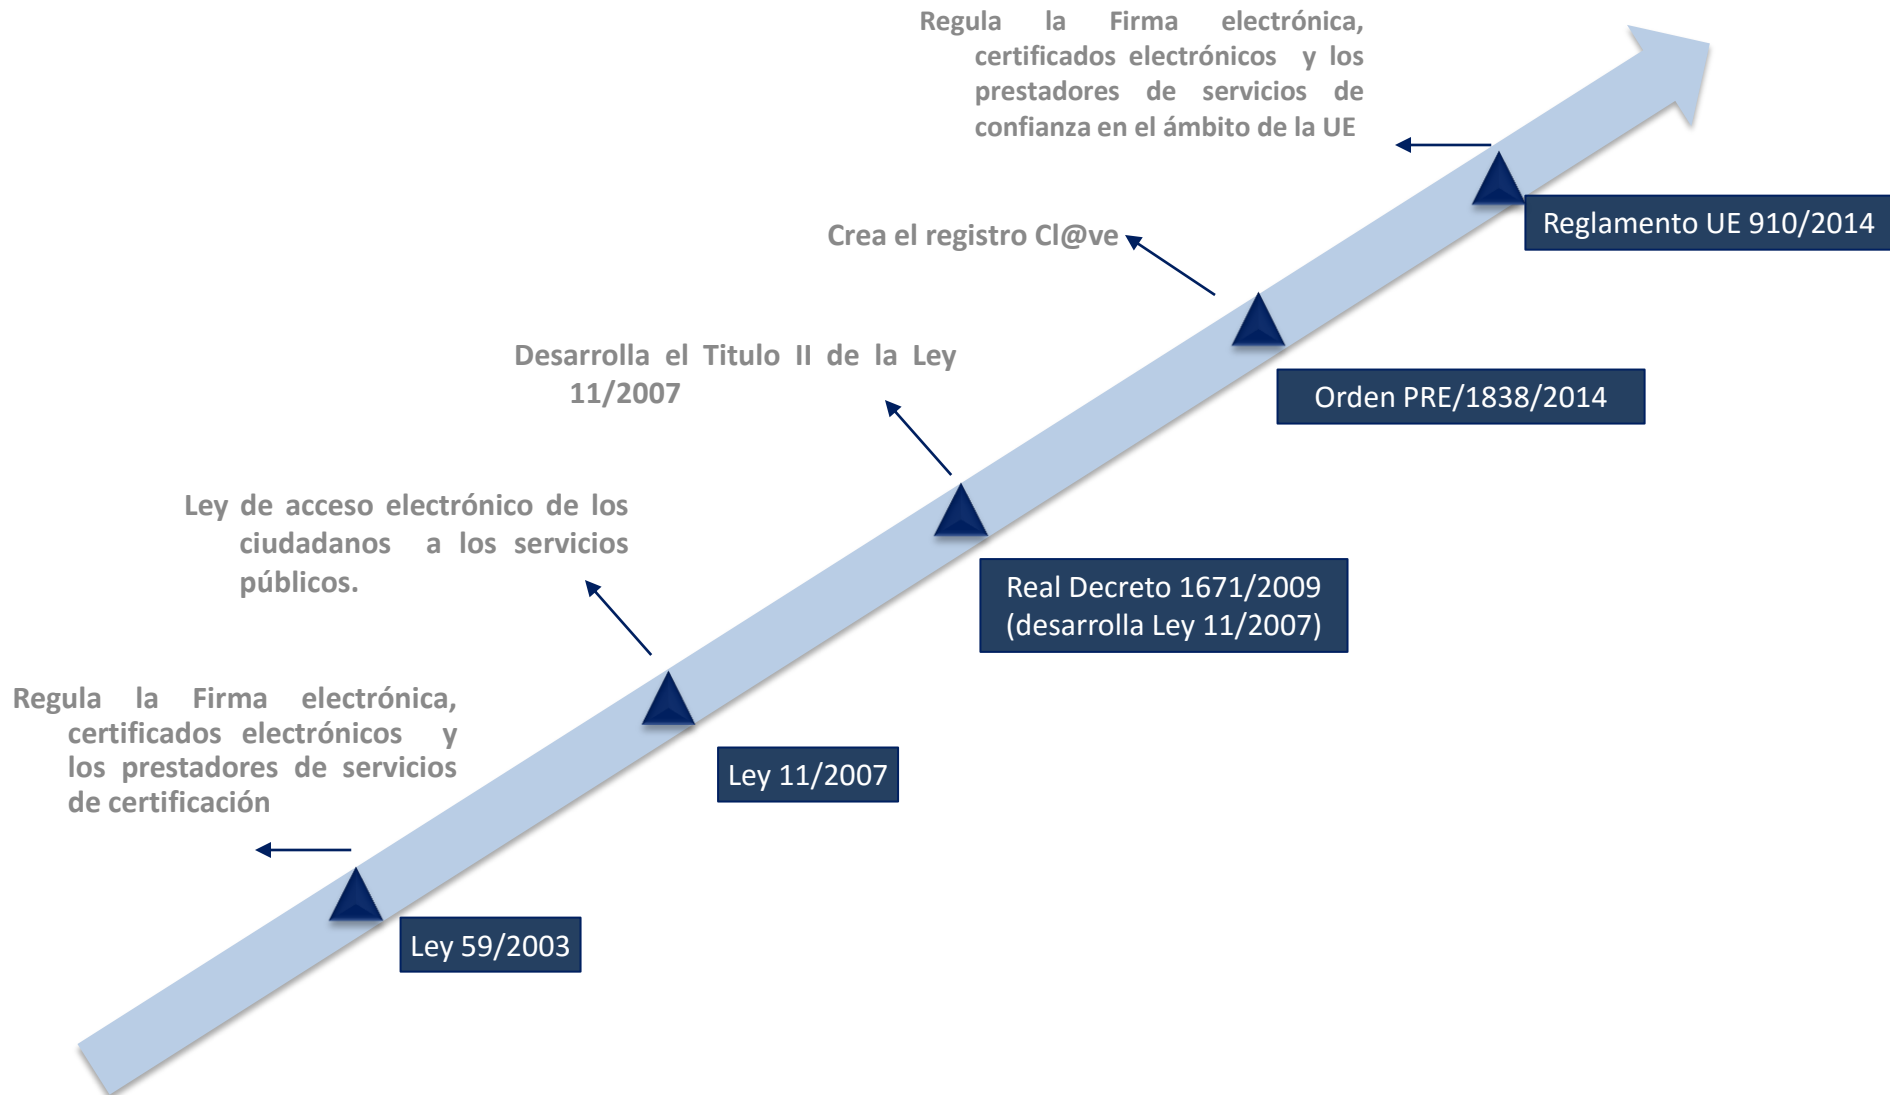 Regula la Firma electrónica,
certificados electrónicos y los
prestadores de servicios de
confianza en el ámbito de la UE
Reglamento UE 910/2014
Crea el registro Cl@ve
Orden PRE/1838/2014
Desarrolla el Titulo II de la Ley
11/2007
Real Decreto 1671/2009
(desarrolla Ley 11/2007)
Ley de acceso electrónico de los
ciudadanos a los servicios
públicos.
Ley 11/2007
Regula la Firma electrónica,
certificados electrónicos y
los prestadores de servicios
de certificación
Ley 59/2003